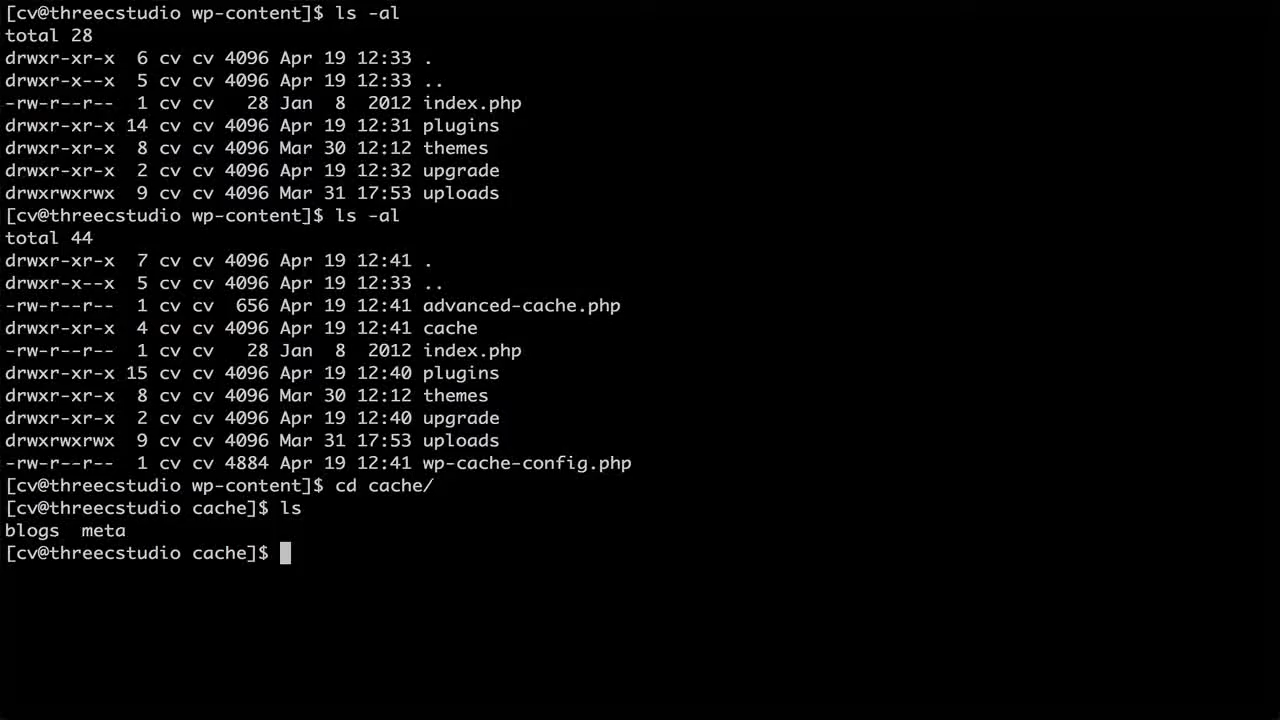 [cv@threecstudio wp-content]$ ls -al
total 28
drwxr-xr-x  6 cv cv 4096 Apr 19 12:33 .
drwxr-x--x  5 cv cv 4096 Apr 19 12:33 ..
-rw-r--r--  1 cv cv   28 Jan  8  2012 index.php
drwxr-xr-x 14 cv cv 4096 Apr 19 12:31 plugins
drwxr-xr-x  8 cv cv 4096 Mar 30 12:12 themes
drwxr-xr-x  2 cv cv 4096 Apr 19 12:32 upgrade
drwxrwxrwx  9 cv cv 4096 Mar 31 17:53 uploads
[cv@threecstudio wp-content]$ ls -al
total 44
drwxr-xr-x  7 cv cv 4096 Apr 19 12:41 .
drwxr-x--x  5 cv cv 4096 Apr 19 12:33 ..
-rw-r--r--  1 cv cv  656 Apr 19 12:41 advanced-cache.php
drwxr-xr-x  4 cv cv 4096 Apr 19 12:41 cache
-rw-r--r--  1 cv cv   28 Jan  8  2012 index.php
drwxr-xr-x 15 cv cv 4096 Apr 19 12:40 plugins
drwxr-xr-x  8 cv cv 4096 Mar 30 12:12 themes
drwxr-xr-x  2 cv cv 4096 Apr 19 12:40 upgrade
drwxrwxrwx  9 cv cv 4096 Mar 31 17:53 uploads
-rw-r--r--  1 cv cv 4884 Apr 19 12:41 wp-cache-config.php
[cv@threecstudio wp-content]$ cd cache/
[cv@threecstudio cache]$ ls
blogs  meta
[cv@threecstudio cache]$